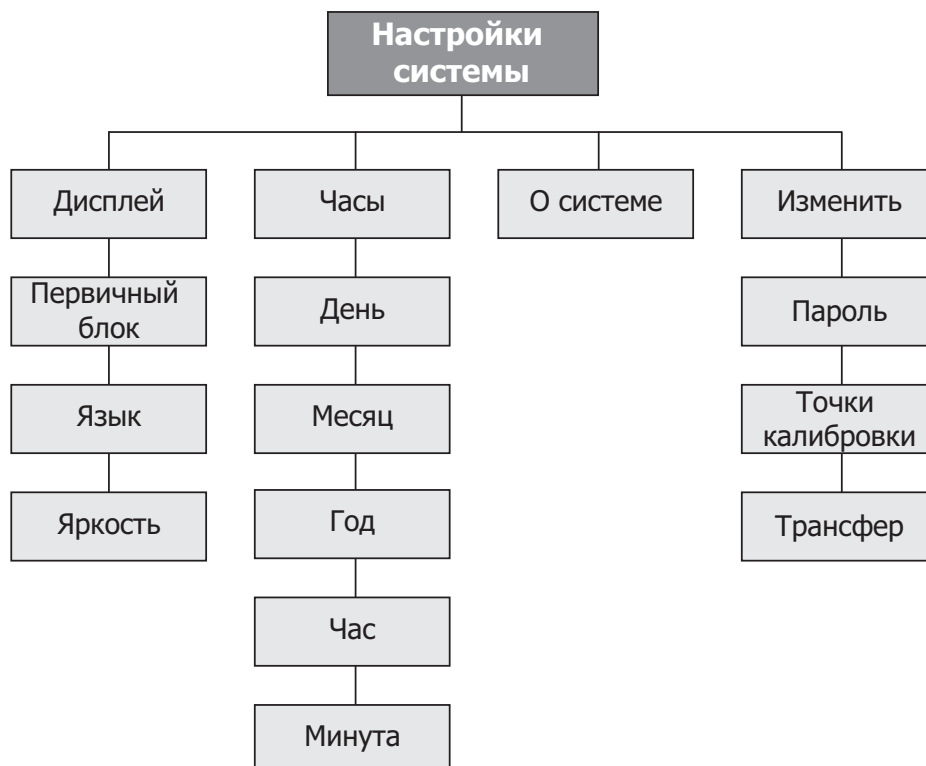 Настройки
системы
Дисплей
Часы
О системе
Изменить
Первичный
блок
День
Пароль
Язык
Месяц
Точки
калибровки
Яркость
Год
Трансфер
Час
Минута